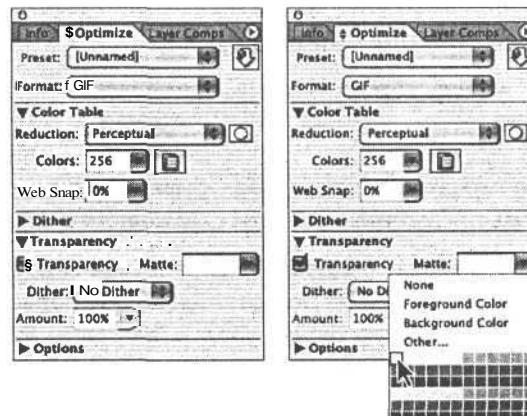 Info $Optimize Layer Comps
Preset: [Unnamed]
Format: f GIF
▼ Color Table
Reduction: Perceptual
Colors: 256
Web Snap: 0%
▶ Dither
▼ Transparency
§ Transparency Matte:
Dither: I No Dither
Amount: 100%
▶ Options
Info Optimize Layer Comps
Preset: [Unnamed]
Format: GIF
▼ Color Table
Reduction: Perceptual
Colors: 256
Web Snap: 0%
▶ Dither
▼ Transparency
Transparency Matte:
Dither: No Di
Amount: 100%
▶ Options
None
Foreground Color
Background Color
Other...